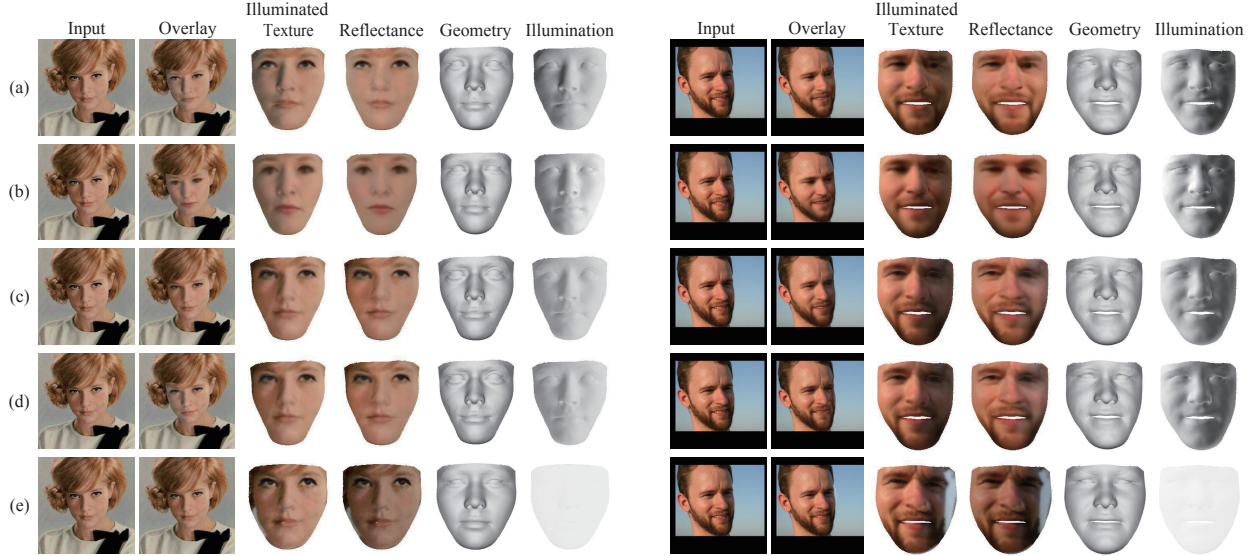 Input Overlay Illuminated Texture Reflectance Geometry Illumination Input Overlay Illuminated Texture Reflectance Geometry Illumination
(a)
(b)
(c)
(d)
(e)